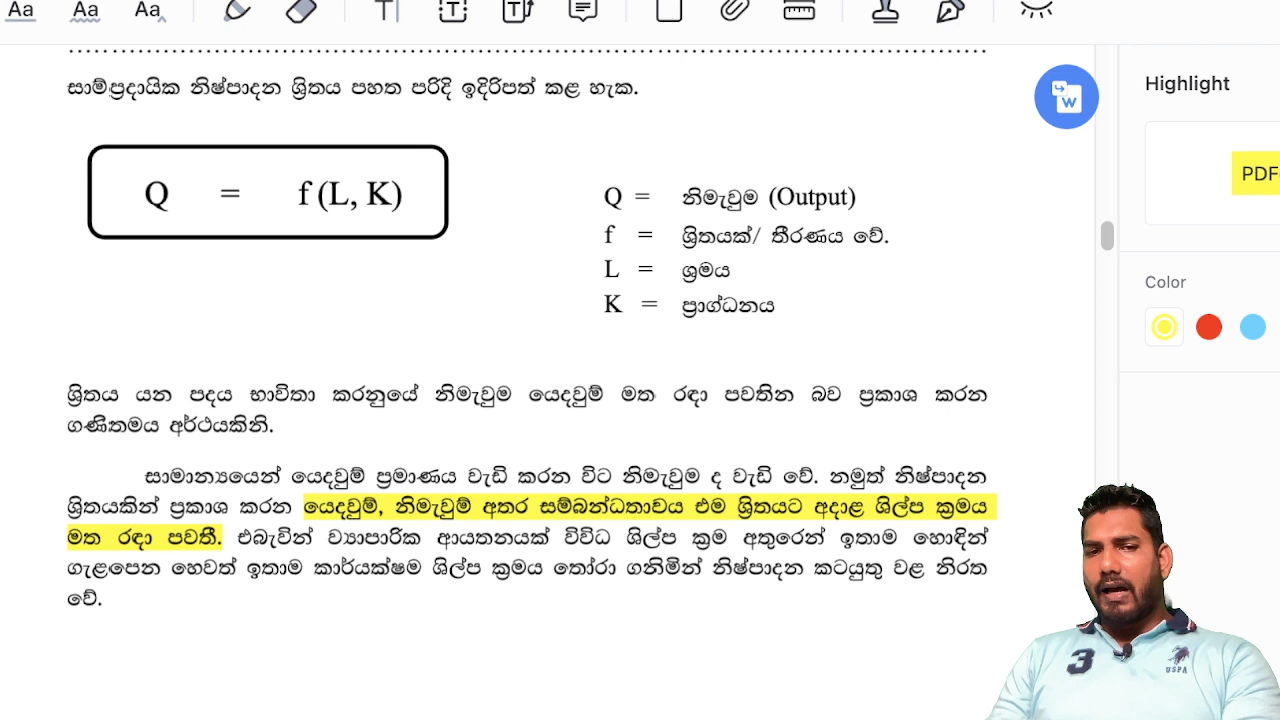 Aa Aa Aa
සාම්ප්‍රදායික නිෂ්පාදන ශ්‍රිතය පහත පරිදි ඉදිරිපත් කළ හැක.
Q = f (L, K)
Q = නිමැවුම (Output)
f = ශ්‍රිතයක්/ තීරණය වේ.
L = ශ්‍රමය
K = ප්‍රාග්ධනය
ශ්‍රිතය යන පදය භාවිතා කරනුයේ නිමැවුම යෙදවුම් මත රඳා පවතින බව ප්‍රකාශ කරන
ගණිතමය අර්ථයකිනි.
සාමාන්‍යයෙන් යෙදවුම් ප්‍රමාණය වැඩි කරන විට නිමැවුම ද වැඩි වේ. නමුත් නිෂ්පාදන
ශ්‍රිතයකින් ප්‍රකාශ කරන යෙදවුම්, නිමැවුම් අතර සම්බන්ධතාවය එම ශ්‍රිතයට අදාළ ශිල්ප ක්‍රමය
මත රඳා පවතී. එබැවින් ව්‍යාපාරික ආයතනයක් විවිධ ශිල්ප ක්‍රම අතුරෙන් ඉතාම හොඳින්
ගැළපෙන හෙවත් ඉතාම කාර්යක්ෂම ශිල්ප ක්‍රමය තෝරා ගනිමින් නිෂ්පාදන කටයුතු වළ නිරත
වේ.
Highlight
PDF
Color
W
3
USPA